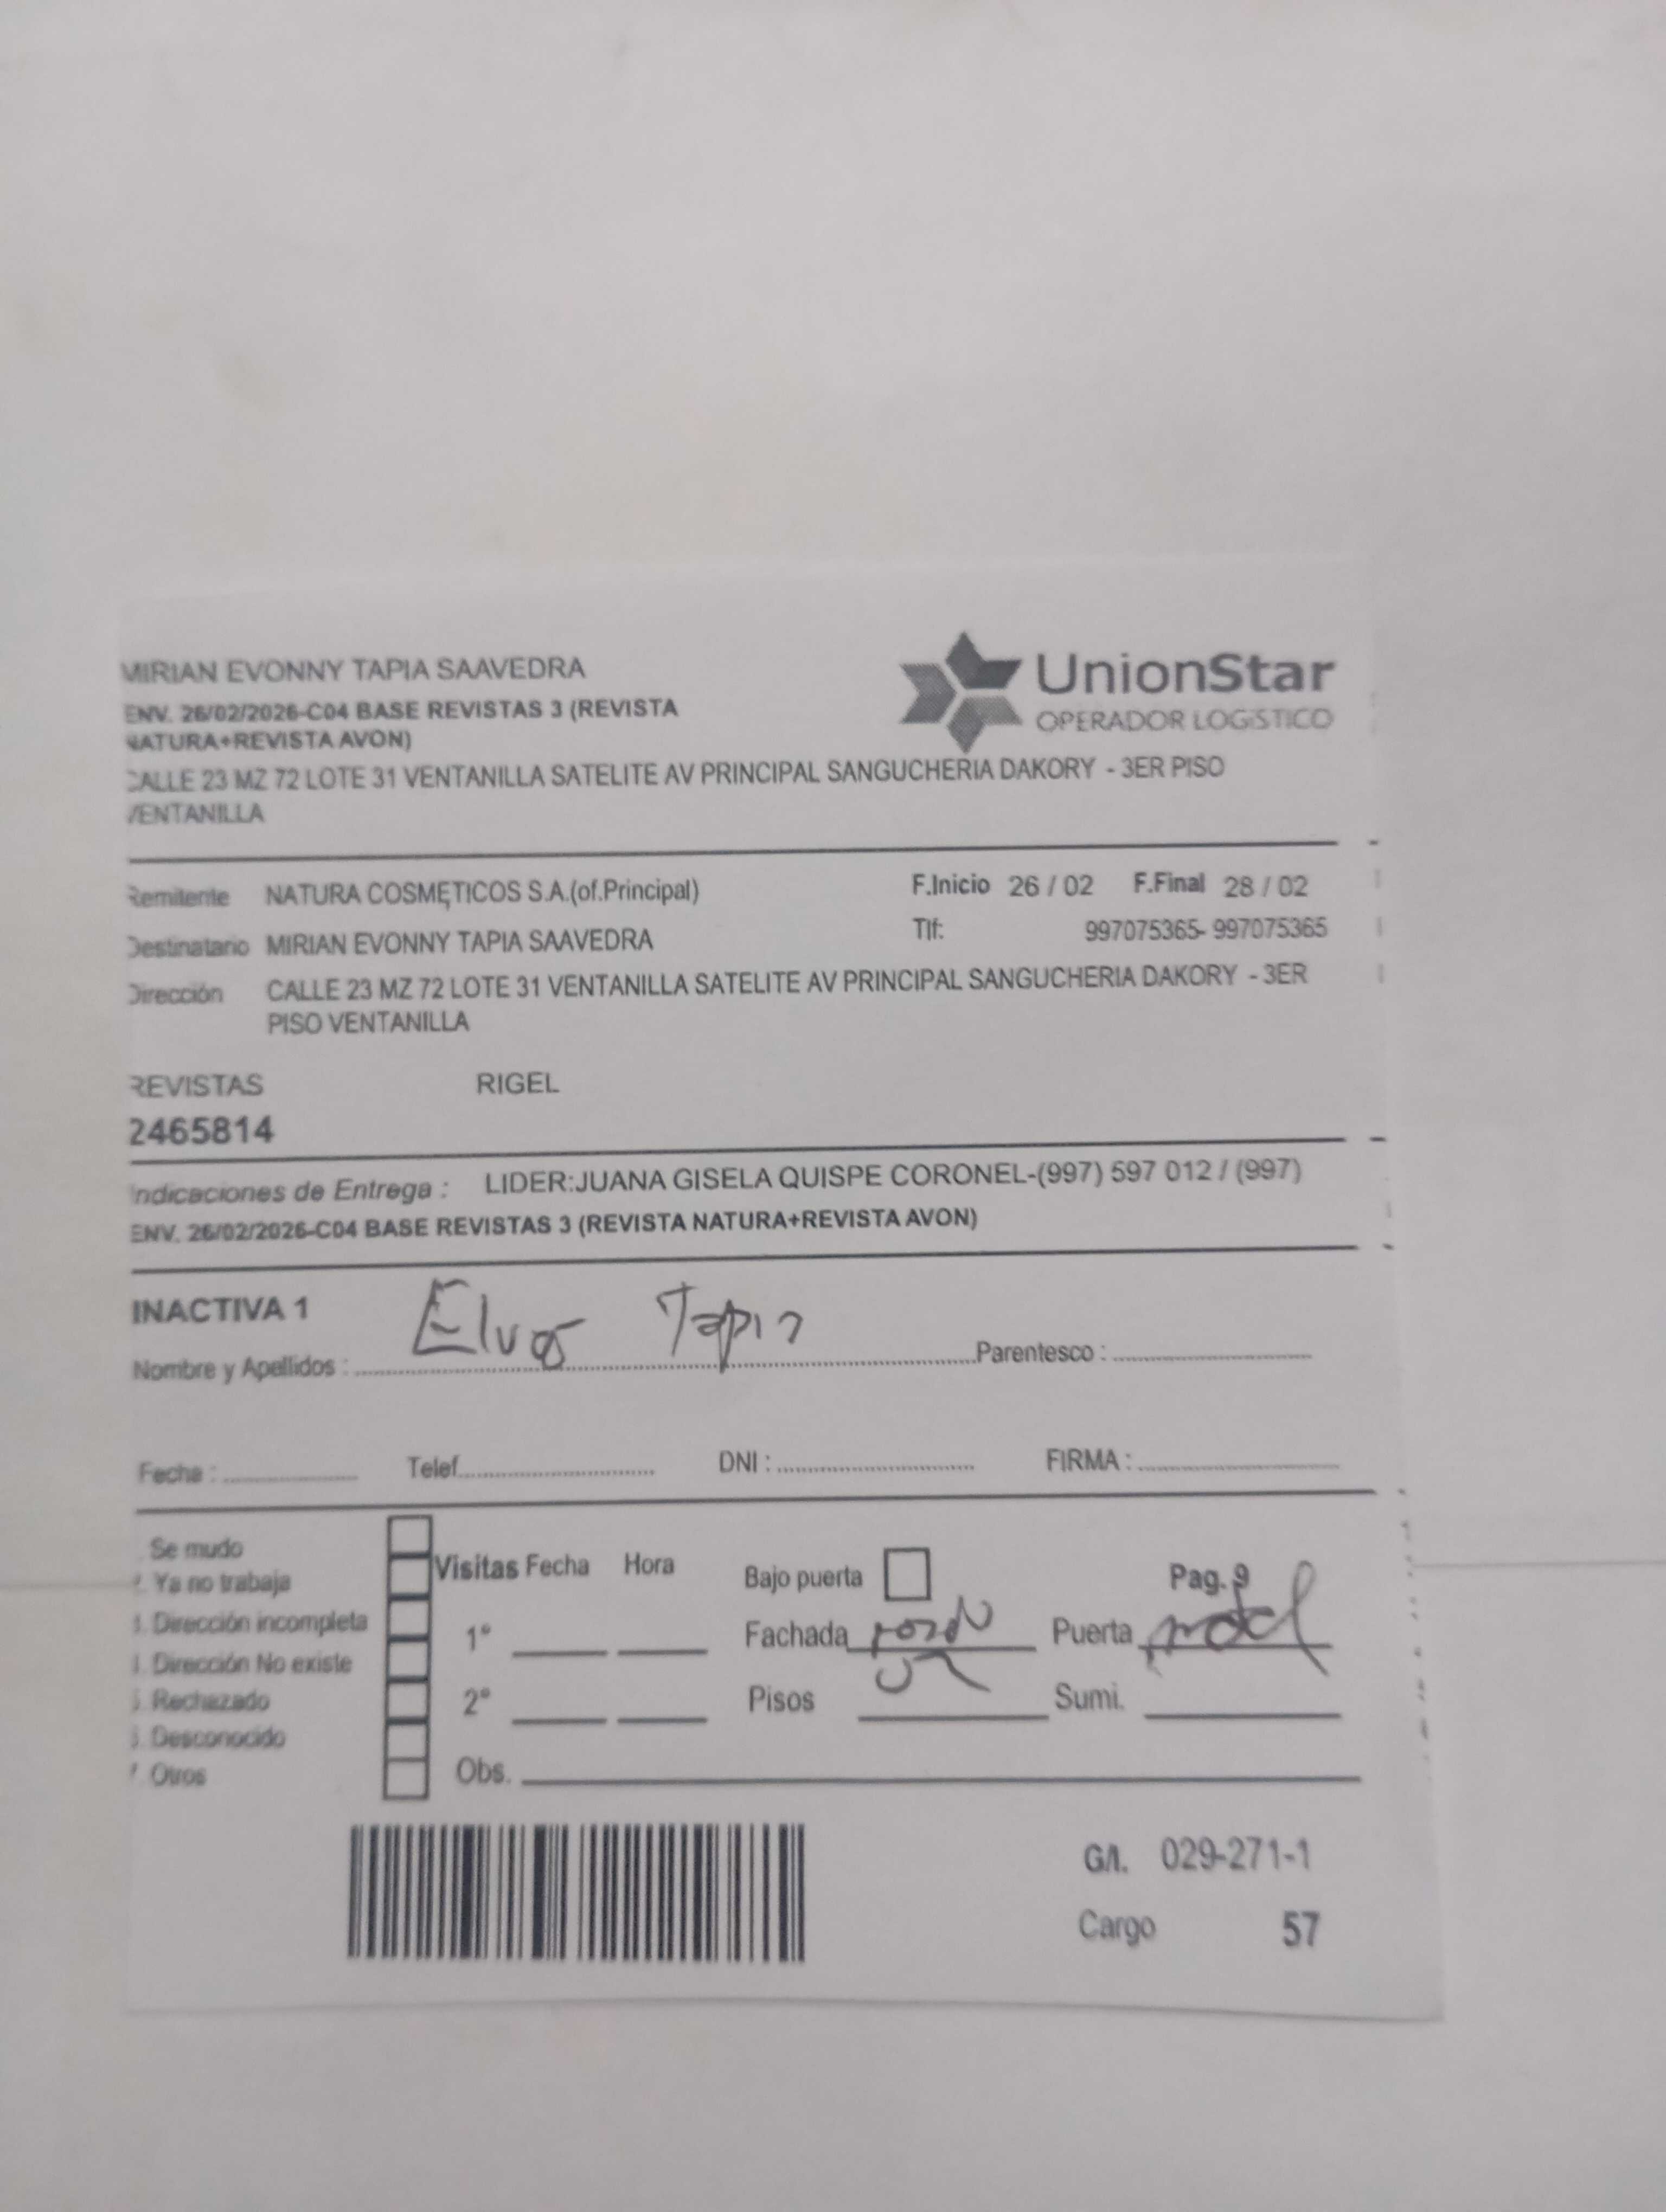 MIRIAN EVONNY TAPIA SAAVEDRA
UnionStar
OPERADOR LOGISTICO
ENV. 26/02/2026-C04 BASE REVISTAS 3 (REVISTA
NATURA+REVISTA AVON)
CALLE 23 MZ 72 LOTE 31 VENTANILLA SATELITE AV PRINCIPAL SANGUCHERIA DAKORY - 3ER PISO
VENTANILLA
Remitente NATURA COSMETICOS S.A.(of.Principal) F.Inicio 26 / 02 F.Final 28 / 02
Destinatario MIRIAN EVONNY TAPIA SAAVEDRA Tlf: 997075365- 997075365
Dirección CALLE 23 MZ 72 LOTE 31 VENTANILLA SATELITE AV PRINCIPAL SANGUCHERIA DAKORY - 3ER
PISO VENTANILLA
REVISTAS RIGEL
2465814
Indicaciones de Entrega : LIDER:JUANA GISELA QUISPE CORONEL-(997) 597 012 / (997)
ENV. 26/02/2026-C04 BASE REVISTAS 3 (REVISTA NATURA+REVISTA AVON)
INACTIVA 1
Nombre y Apellidos : Tapia Parentesco :
Fecha : Telef. DNI : FIRMA :
Se mudo
Ya no trabaja
Dirección incompleta
Dirección No existe
Rechazado
Desconocido
Otros
Visitas Fecha Hora
1°
2°
Obs.
Bajo puerta Pag. 9
Fachada Puerta
Pisos Sumi.
G/I. 029-271-1
Cargo 57